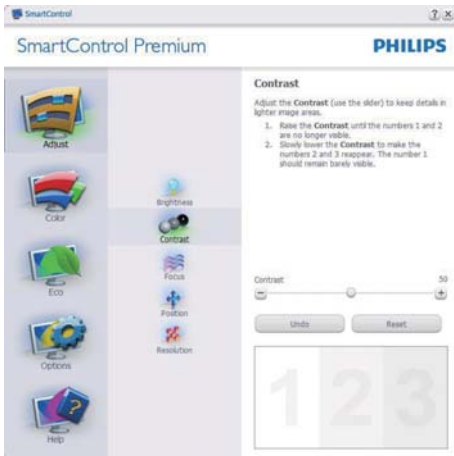 SmartControl
SmartControl Premium
PHILIPS
Adjust
Color
Eco
Options
Help
Brightness
Contrast
Focus
Position
Resolution
Contrast
Adjust the Contrast (use the slider) to keep details in
lighter image areas.
1. Raise the Contrast until the numbers 1 and 2
are no longer visible.
2. Slowly lower the Contrast to make the
numbers 2 and 3 reappear. The number 1
should remain barely visible.
Contrast 50
Undo Reset
1 2 3